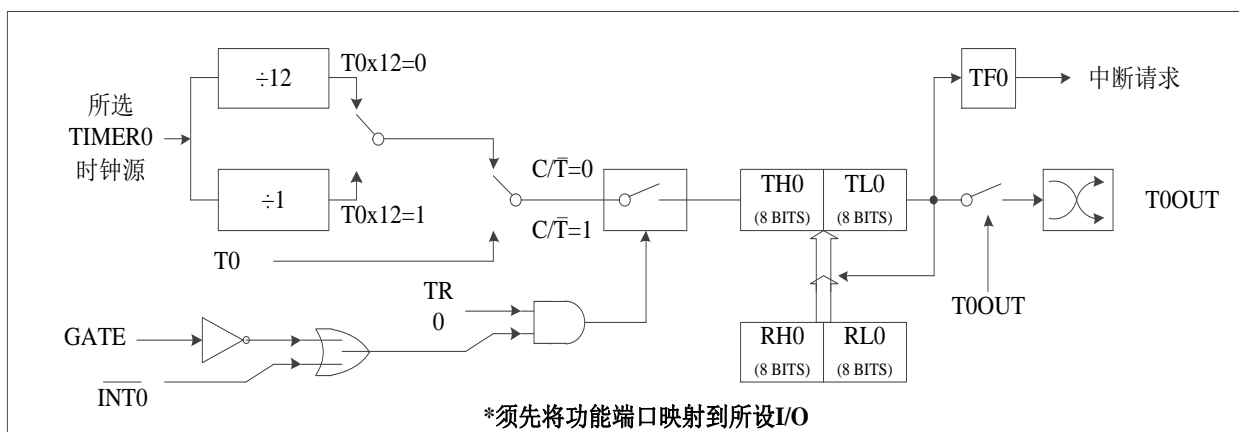 ÷12
T0x12=0
所选
TIMER0
时钟源
÷1
T0x12=1
C/T̅=0
C/T̅=1
T0
TR
0
GATE
I̅N̅T̅0̅
TH0
(8 BITS)
TL0
(8 BITS)
RH0
(8 BITS)
RL0
(8 BITS)
TF0
中断请求
T0OUT
T0OUT
*须先将功能端口映射到所设I/O